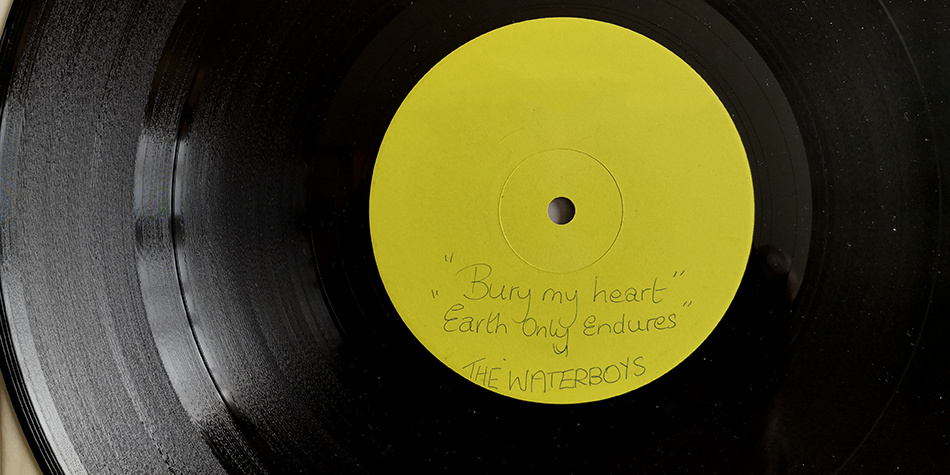 "Bury my heart"
"Earth Only Endures"
THE WATERBOYS